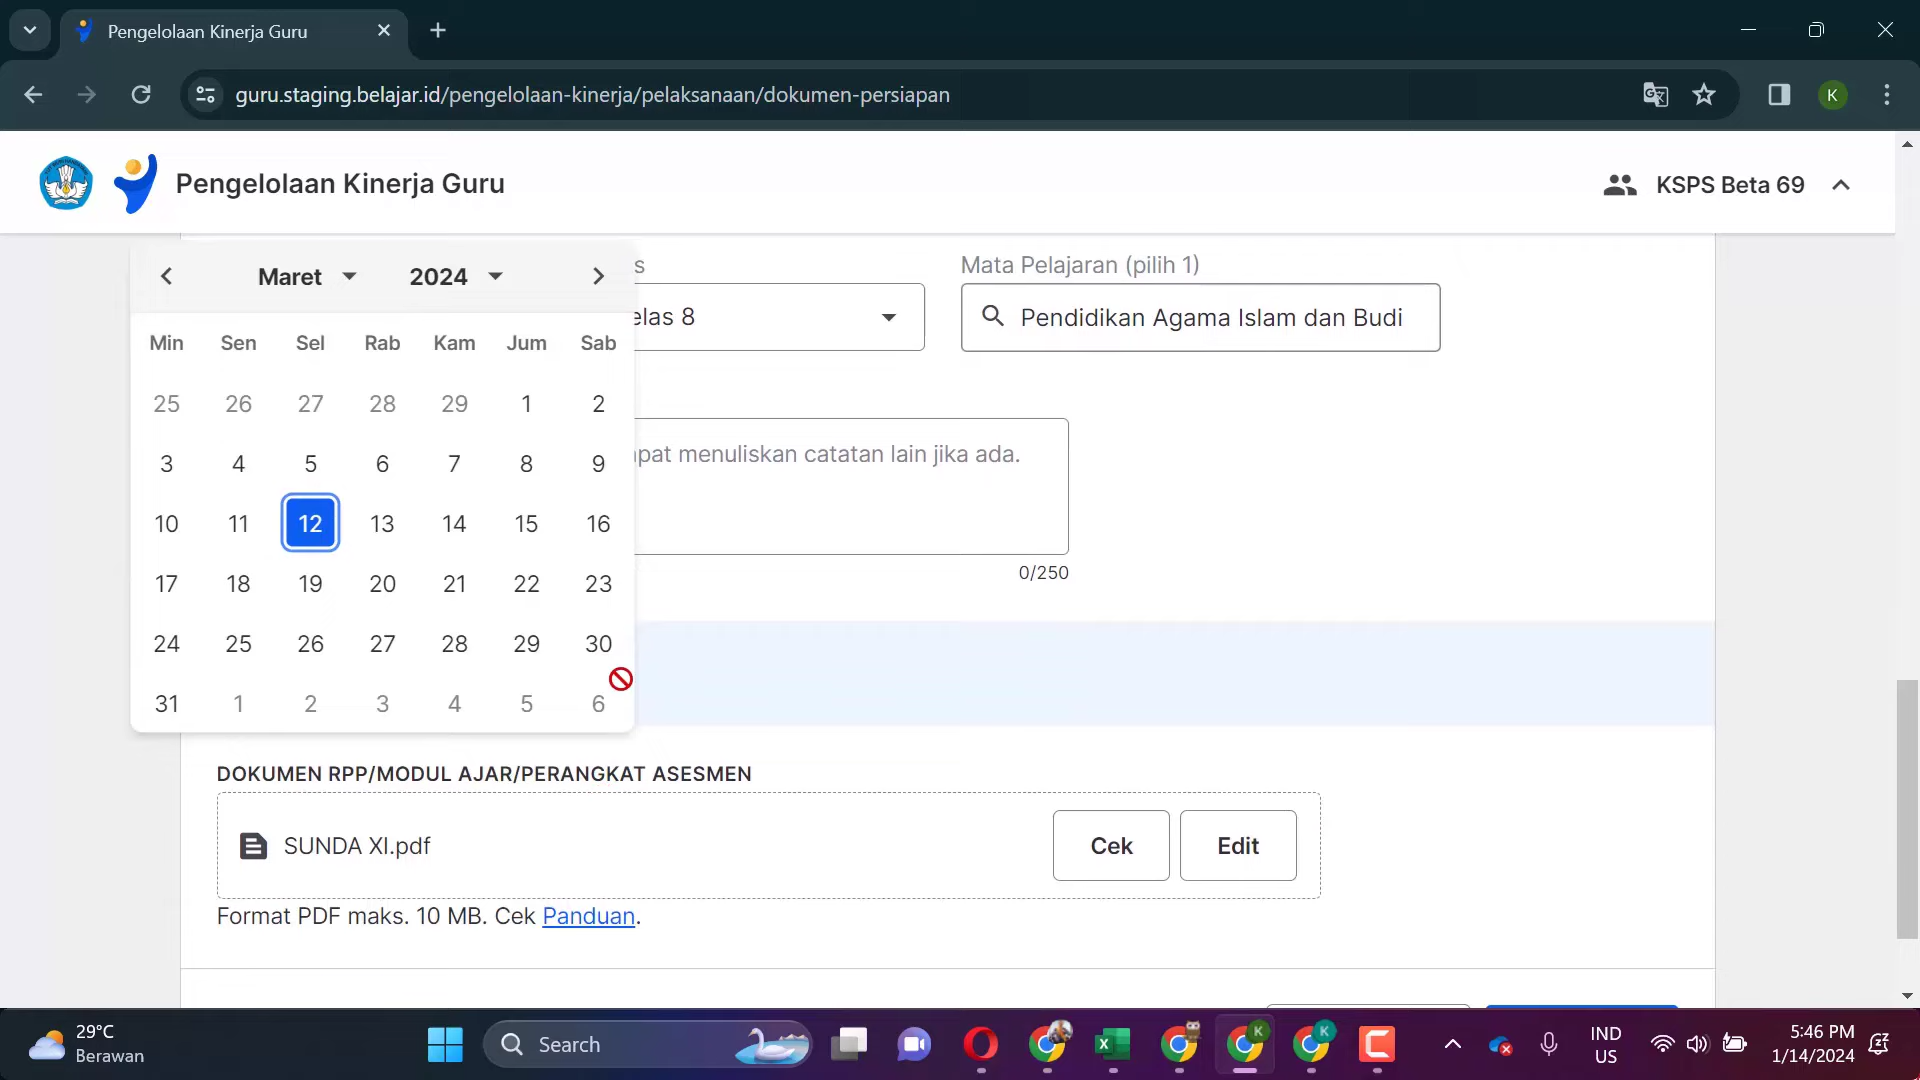 Pengelolaan Kinerja Guru
guru.staging.belajar.id/pengelolaan-kinerja/pelaksanaan/dokumen-persiapan
K
Pengelolaan Kinerja Guru
KSPS Beta 69
Maret 2024
s
Mata Pelajaran (pilih 1)
elas 8
Pendidikan Agama Islam dan Budi
Min Sen Sel Rab Kam Jum Sab
25 26 27 28 29 1 2
3 4 5 6 7 8 9
10 11 12 13 14 15 16
17 18 19 20 21 22 23
24 25 26 27 28 29 30
31 1 2 3 4 5 6
pat menuliskan catatan lain jika ada.
0/250
DOKUMEN RPP/MODUL AJAR/PERANGKAT ASESMEN
SUNDA XI.pdf
Cek
Edit
Format PDF maks. 10 MB. Cek Panduan.
29°C
Berawan
Search
K
K
IND
US
5:46 PM
1/14/2024